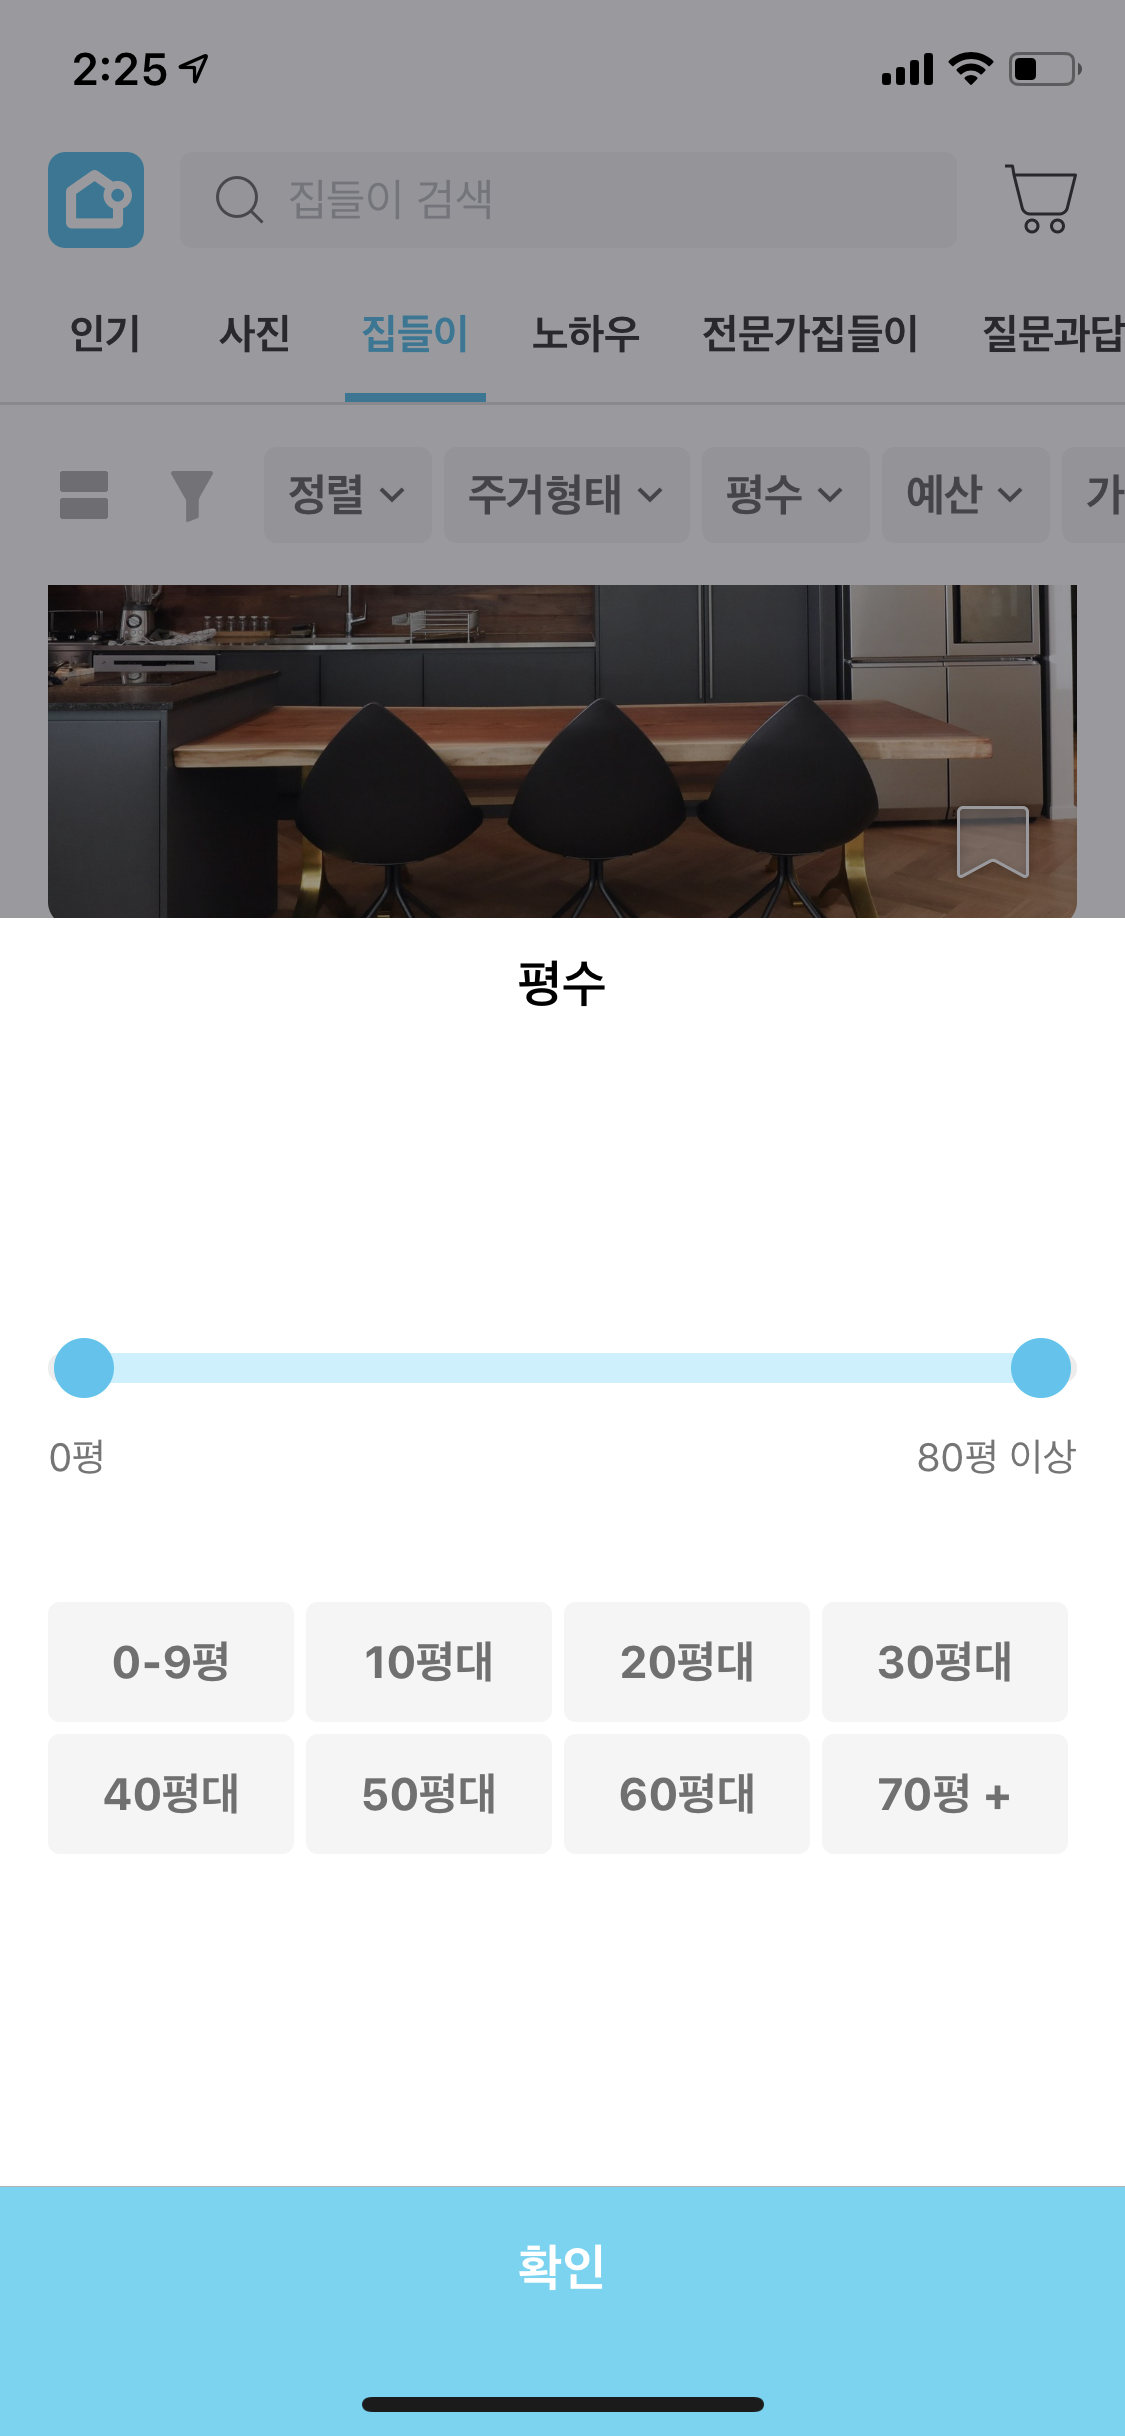 2:25
집들이 검색
인기 사진 집들이 노하우 전문가집들이 질문과답
정렬 주거형태 평수 예산 가
평수
0평 80평 이상
0-9평 10평대 20평대 30평대
40평대 50평대 60평대 70평 +
확인